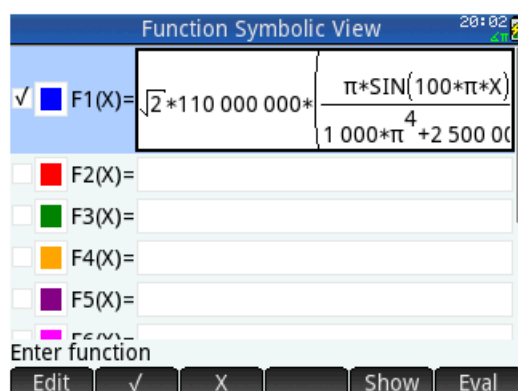 Function Symbolic View 20:02
∡π
√ F1(X)= √2*110 000 000*( π*SIN(100*π*X)
1 000*π^4+2 500 00
F2(X)=
F3(X)=
F4(X)=
F5(X)=
Enter function
Edit √ X Show Eval